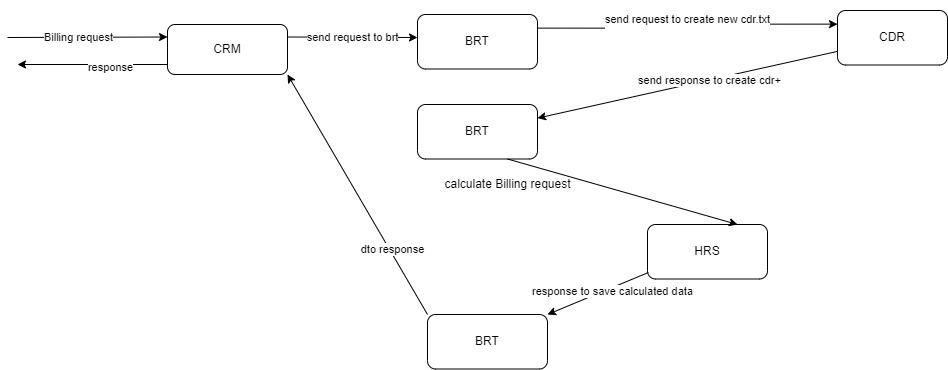 Billing request
response
CRM
send request to brt
BRT
send request to create new cdr.txt
CDR
send response to create cdr+
BRT
calculate Billing request
HRS
response to save calculated data
BRT
dto response